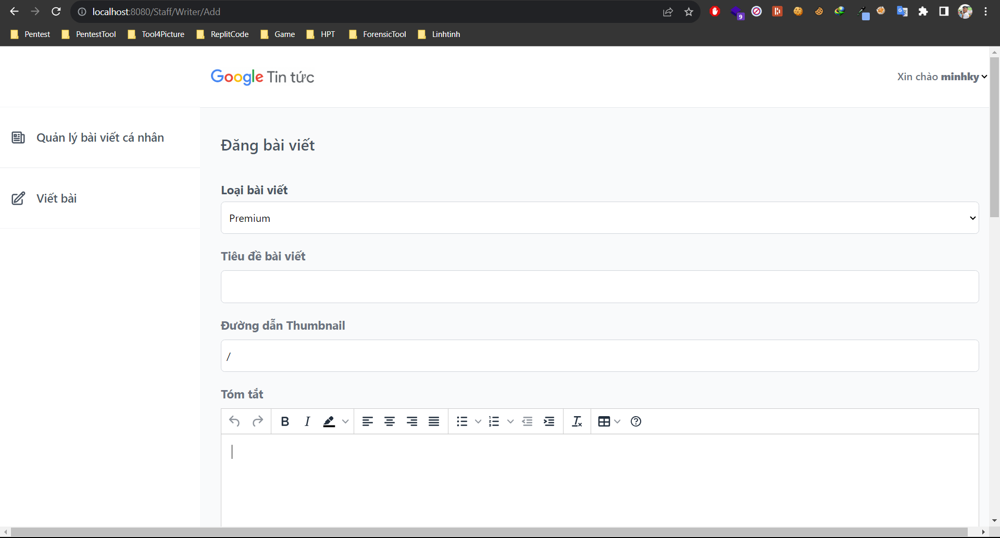 localhost:8080/Staff/Writer/Add
9
Pentest PentestTool Tool4Picture ReplitCode Game HPT ForensicTool Linhtinh
Google Tin tức
Xin chào minhky
Quản lý bài viết cá nhân
Viết bài
Đăng bài viết
Loại bài viết
Premium
Tiêu đề bài viết
Đường dẫn Thumbnail
/
Tóm tắt